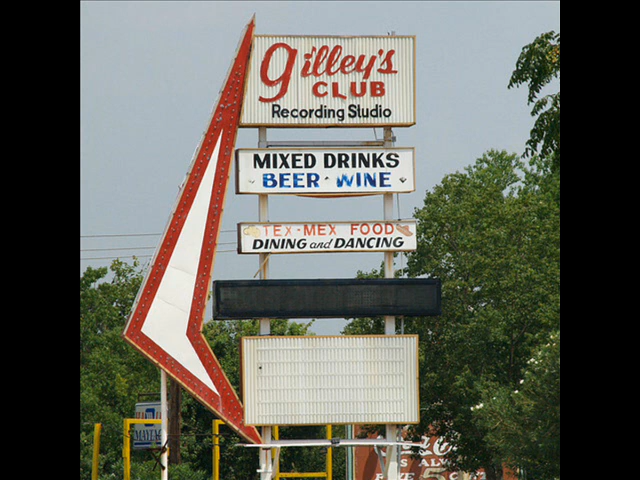 Gilley's
CLUB
Recording Studio
MIXED DRINKS
BEER · WINE
TEX-MEX FOOD
DINING and DANCING